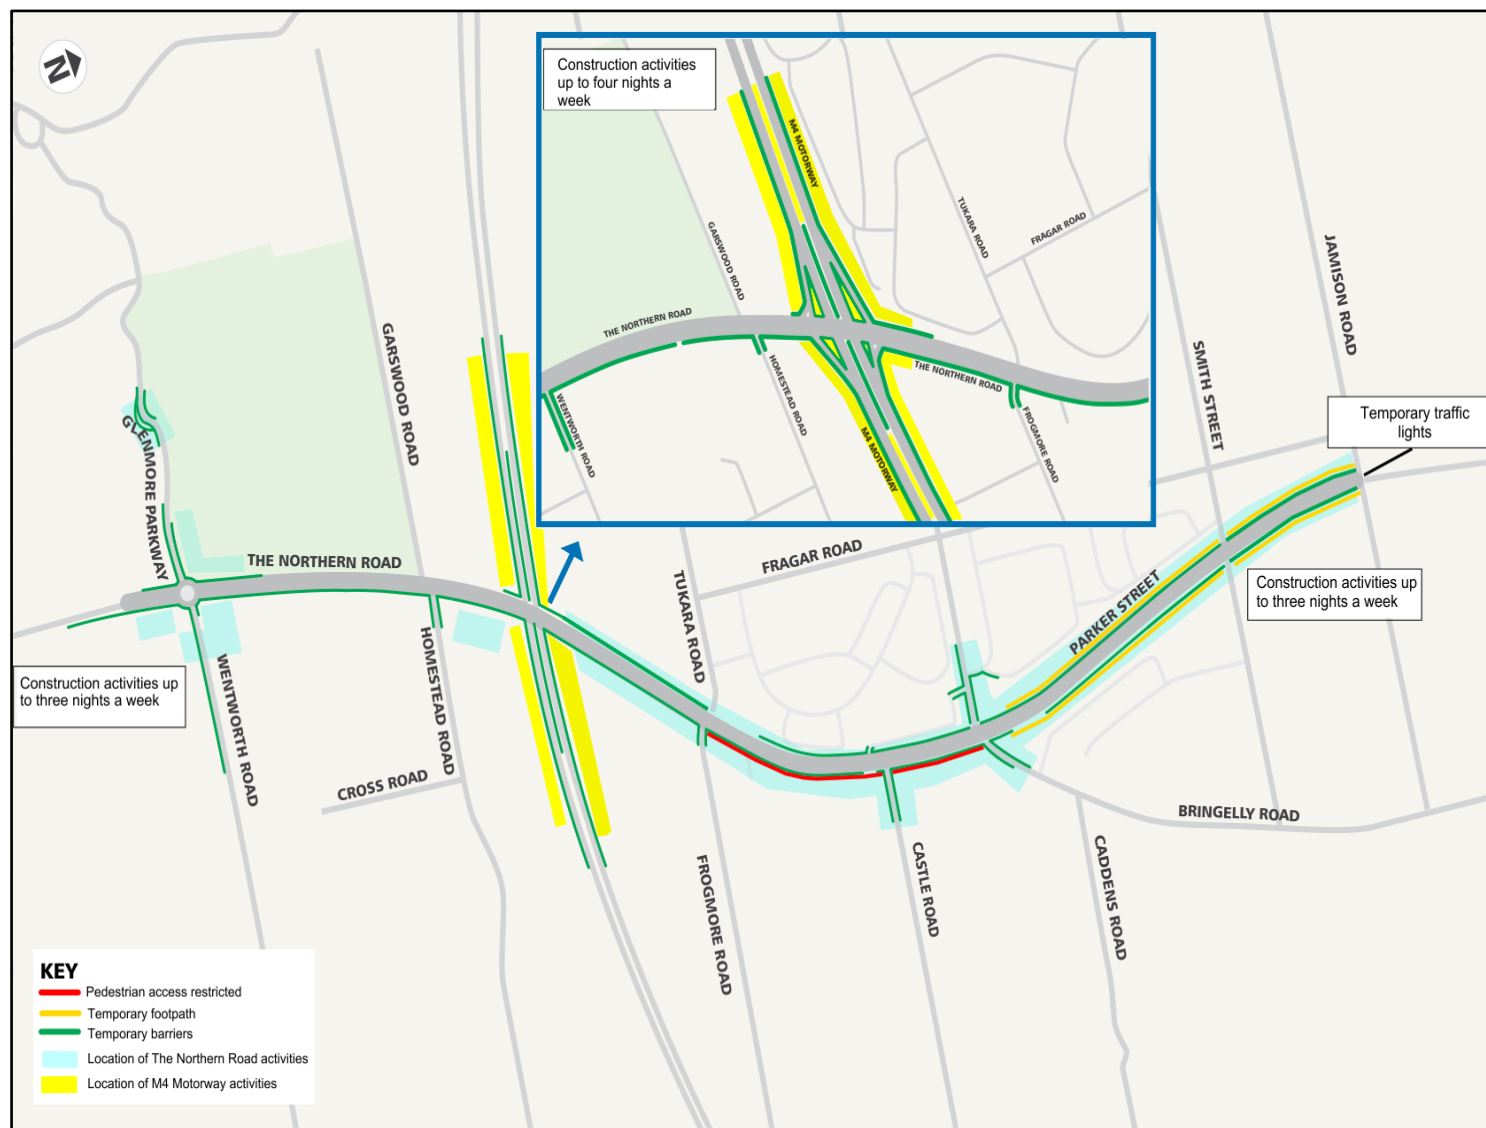 N
Construction activities
up to four nights a
week
M4 MOTORWAY
TUKARA ROAD
FRAGAR ROAD
GARSWOOD ROAD
THE NORTHERN ROAD
HOMESTEAD ROAD
THE NORTHERN ROAD
WENTWORTH ROAD
M4 MOTORWAY
FROGMORE ROAD
JAMISON ROAD
SMITH STREET
GARSWOOD ROAD
Temporary traffic
lights
GLENMORE PARKWAY
THE NORTHERN ROAD
FRAGAR ROAD
TUKARA ROAD
PARKER STREET
Construction activities up
to three nights a week
Construction activities up
to three nights a week
WENTWORTH ROAD
HOMESTEAD ROAD
CROSS ROAD
BRINGELLY ROAD
FROGMORE ROAD
CASTLE ROAD
CADDENS ROAD
KEY
Pedestrian access restricted
Temporary footpath
Temporary barriers
Location of The Northern Road activities
Location of M4 Motorway activities